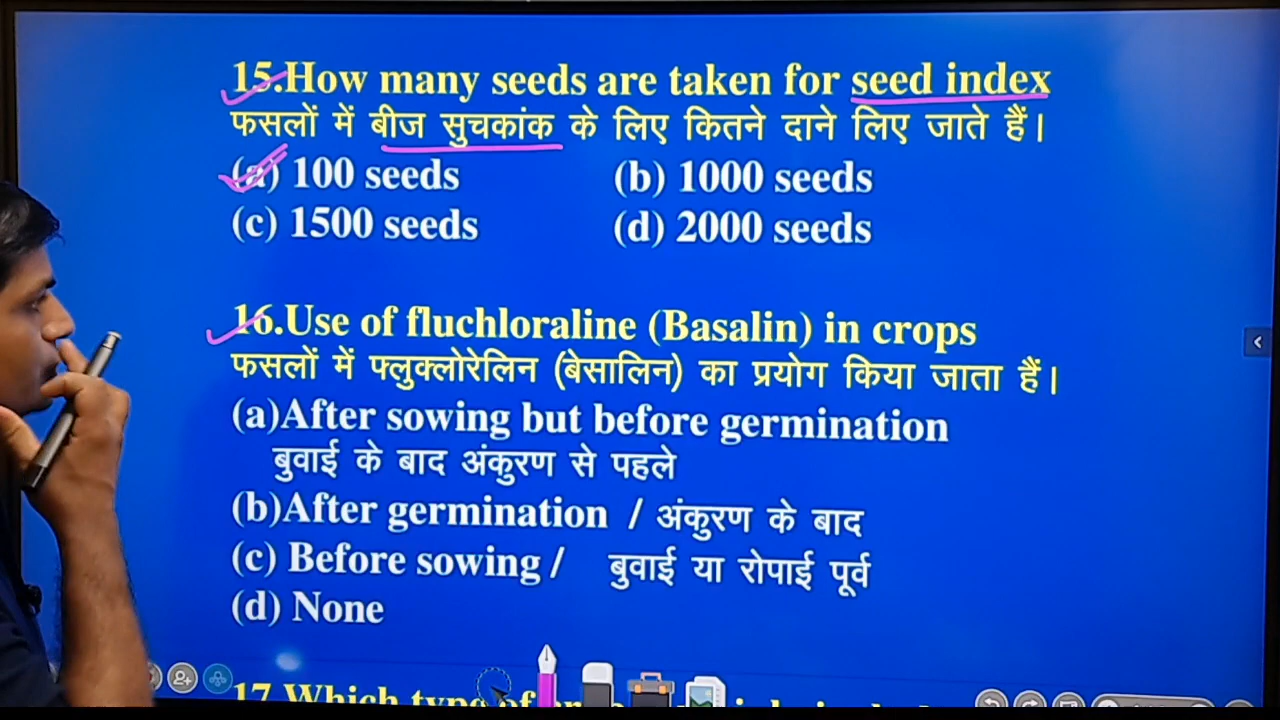 15.How many seeds are taken for seed index
फसलों में बीज सुचकांक के लिए कितने दाने लिए जाते हैं।
(a) 100 seeds (b) 1000 seeds
(c) 1500 seeds (d) 2000 seeds
16.Use of fluchloraline (Basalin) in crops
फसलों में फ्लुक्लोरेलिन (बेसालिन) का प्रयोग किया जाता हैं।
(a)After sowing but before germination
बुवाई के बाद अंकुरण से पहले
(b)After germination / अंकुरण के बाद
(c) Before sowing / बुवाई या रोपाई पूर्व
(d) None
17.Which type of